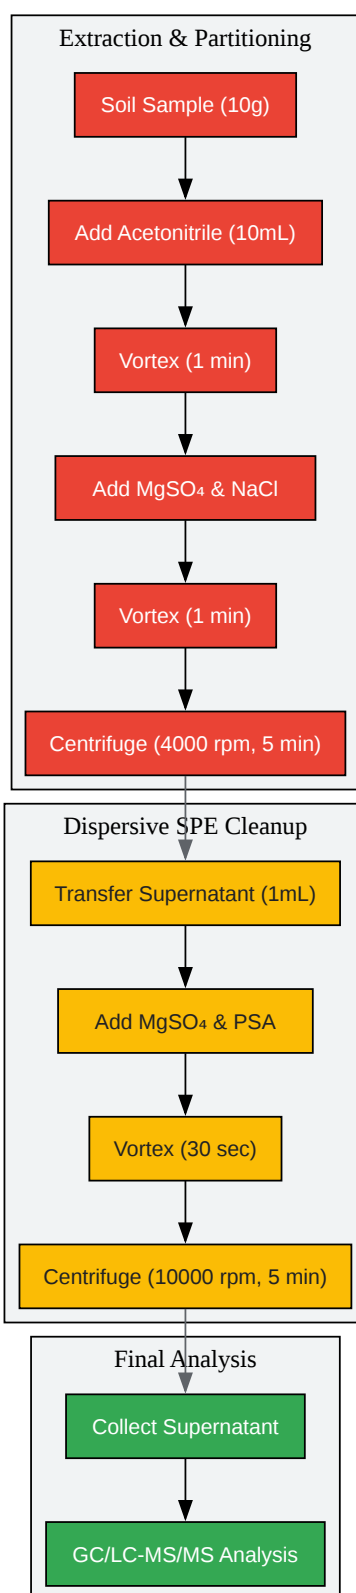 Extraction & Partitioning
Soil Sample (10g)
Add Acetonitrile (10mL)
Vortex (1 min)
Add MgSO₄ & NaCl
Vortex (1 min)
Centrifuge (4000 rpm, 5 min)
Dispersive SPE Cleanup
Transfer Supernatant (1mL)
Add MgSO₄ & PSA
Vortex (30 sec)
Centrifuge (10000 rpm, 5 min)
Final Analysis
Collect Supernatant
GC/LC-MS/MS Analysis